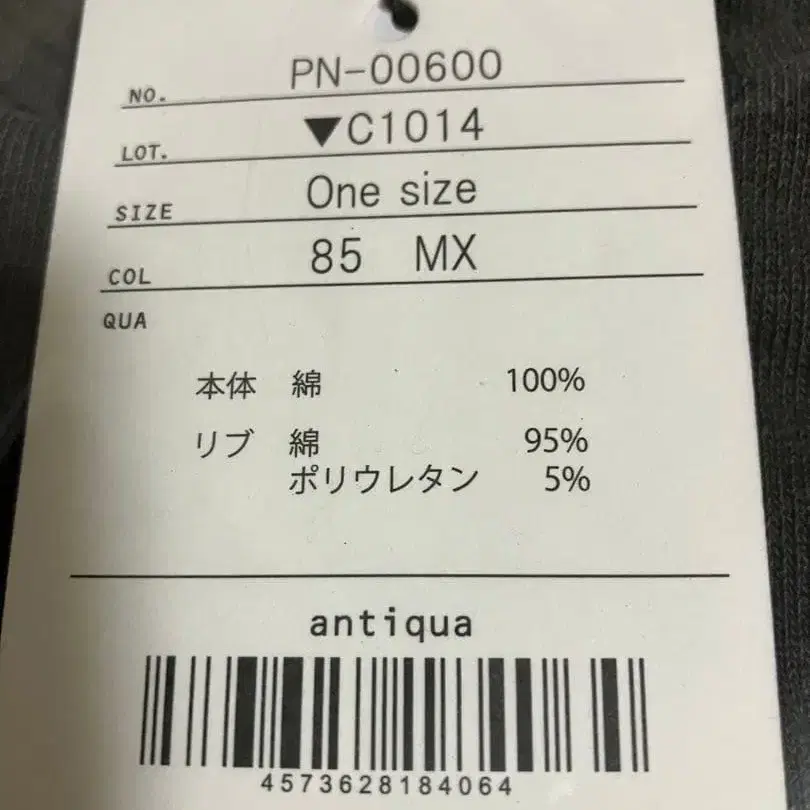 NO. PN-00600
LOT. ▼C1014
SIZE One size
COL 85 MX
QUA
本体 綿 100%
リブ 綿 95%
ポリウレタン 5%
antiqua
4573628184064